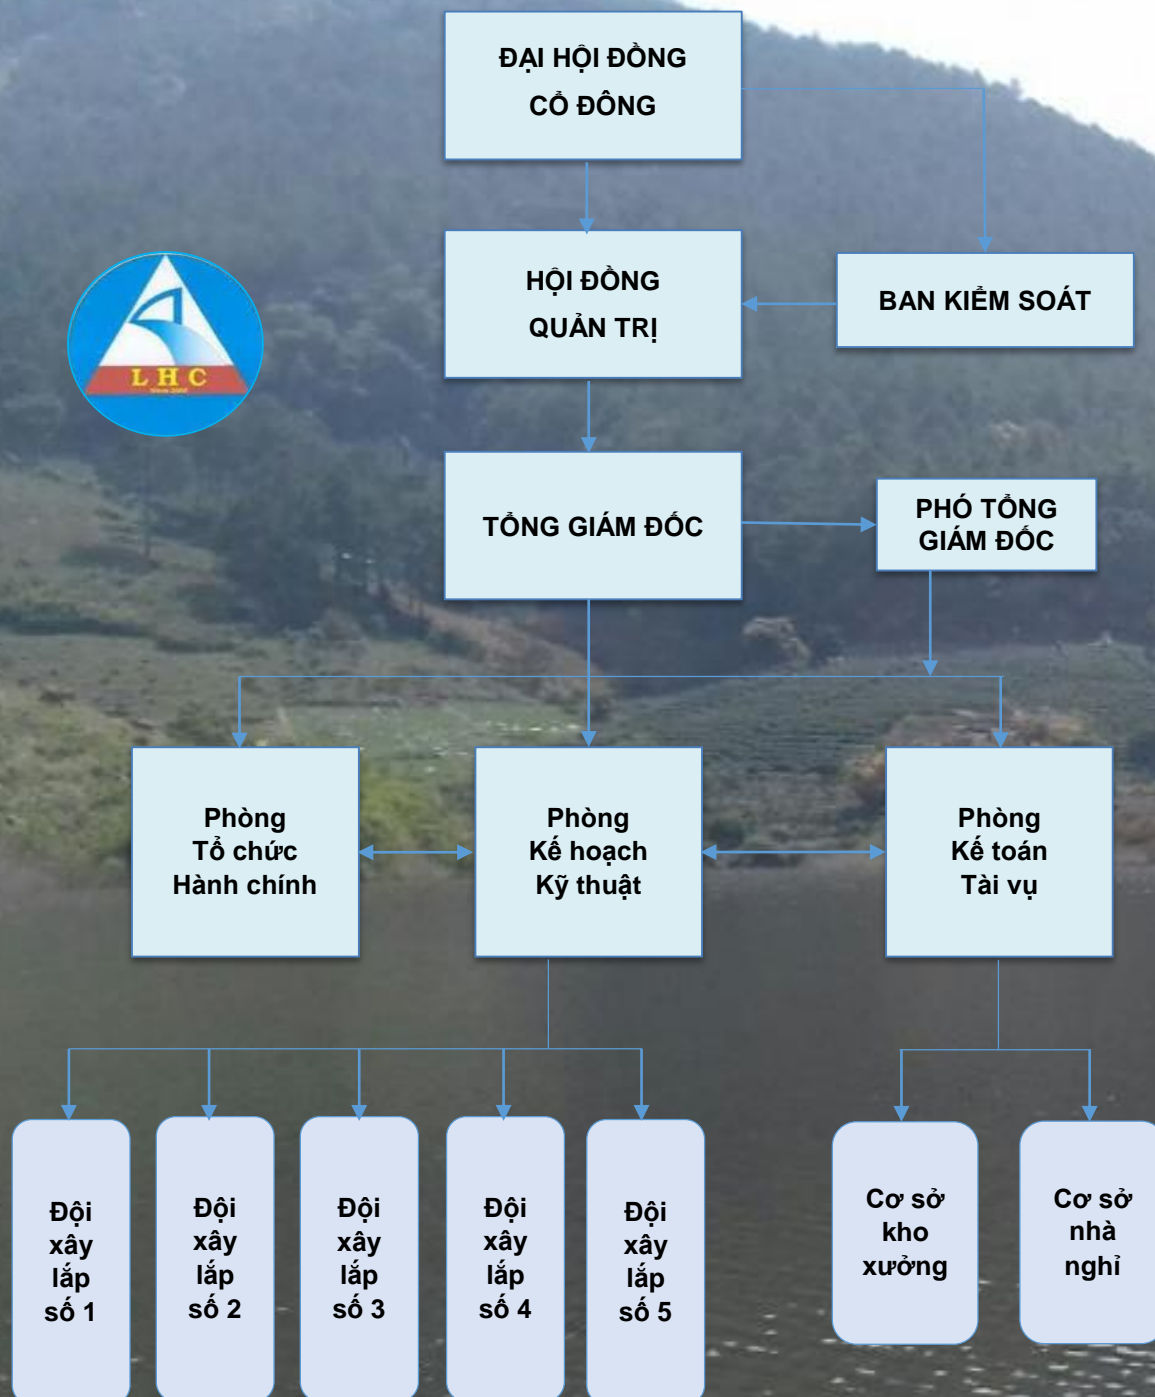 ĐẠI HỘI ĐỒNG
CỔ ĐÔNG
HỘI ĐỒNG
QUẢN TRỊ
BAN KIỂM SOÁT
LHC
TỔNG GIÁM ĐỐC
PHÓ TỔNG
GIÁM ĐỐC
Phòng
Tổ chức
Hành chính
Phòng
Kế hoạch
Kỹ thuật
Phòng
Kế toán
Tài vụ
Đội
xây
lắp
số 1
Đội
xây
lắp
số 2
Đội
xây
lắp
số 3
Đội
xây
lắp
số 4
Đội
xây
lắp
số 5
Cơ sở
kho
xưởng
Cơ sở
nhà
nghỉ